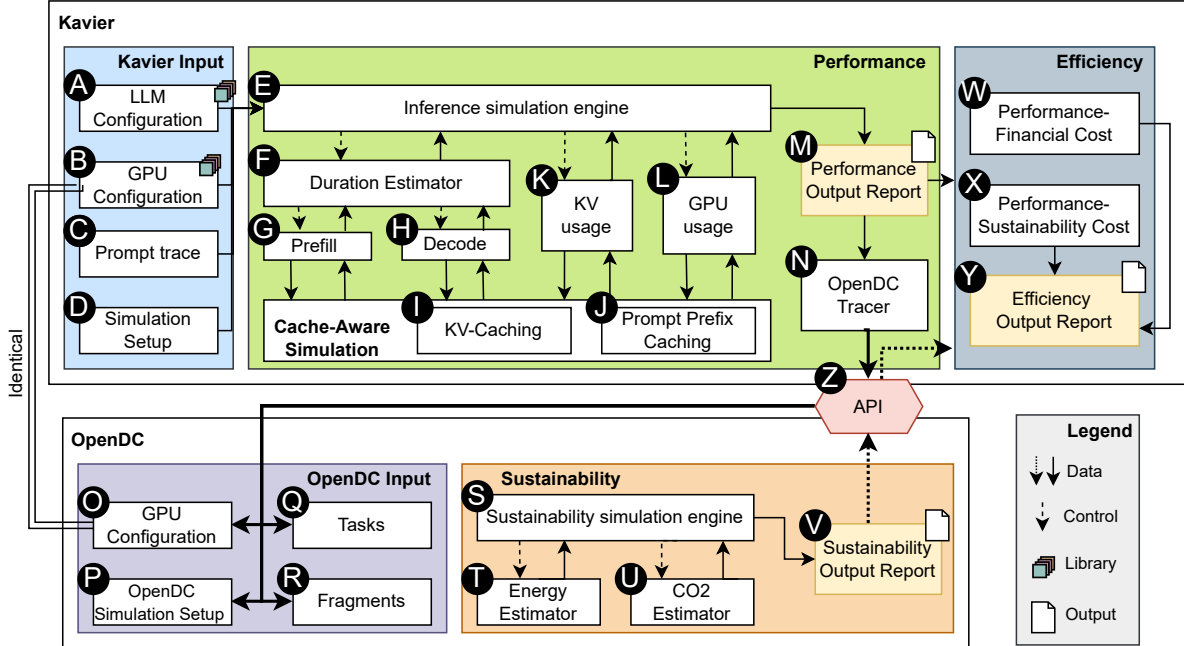 Kavier
Kavier Input
A
LLM
Configuration
B
GPU
Configuration
C
Prompt trace
D
Simulation
Setup
Performance
E
Inference simulation engine
F
Duration Estimator
G
Prefill
H
Decode
K
KV
usage
L
GPU
usage
Cache-Aware
Simulation
I
KV-Caching
J
Prompt Prefix
Caching
M
Performance
Output Report
N
OpenDC
Tracer
Efficiency
W
Performance-
Financial Cost
X
Performance-
Sustainability Cost
Y
Efficiency
Output Report
Identical
Z
API
OpenDC
OpenDC Input
O
GPU
Configuration
Q
Tasks
P
OpenDC
Simulation Setup
R
Fragments
Sustainability
S
Sustainability simulation engine
T
Energy
Estimator
U
CO2
Estimator
V
Sustainability
Output Report
Legend
Data
Control
Library
Output